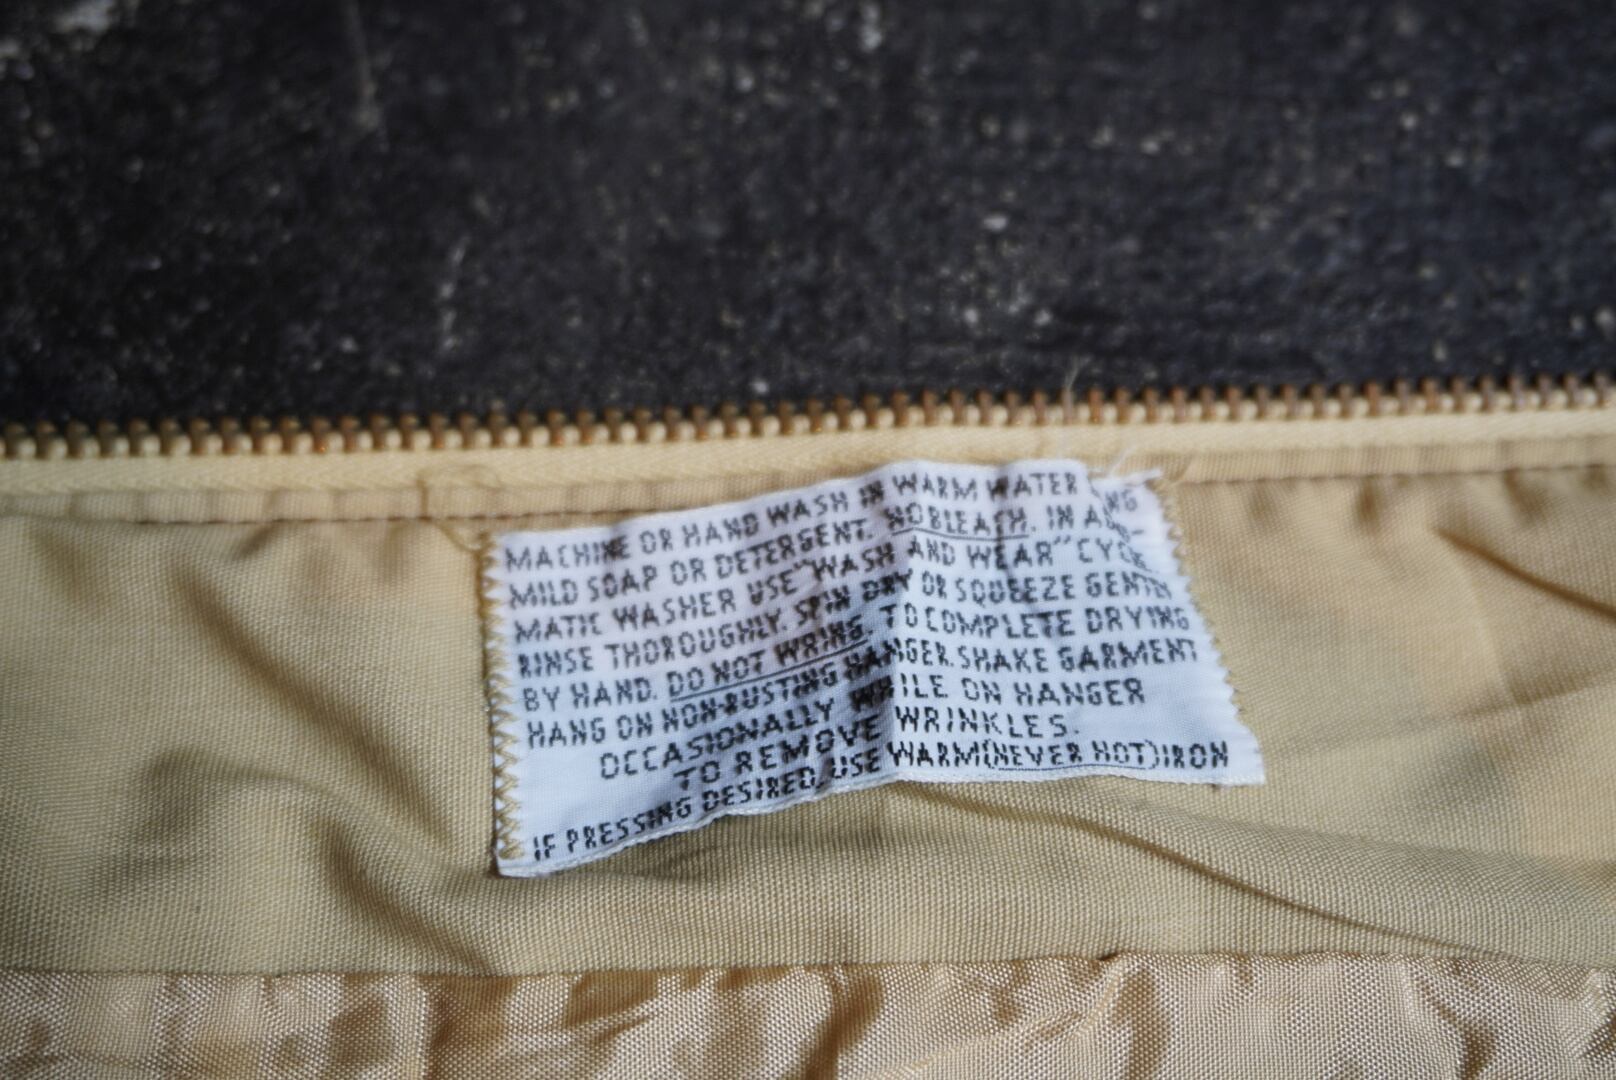 MACHINE OR HAND WASH IN WARM WATER
MILD SOAP OR DETERGENT. NO BLEACH. IN
MATIC WASHER USE "WASH AND WEAR" CYCLE
RINSE THOROUGHLY. SPIN DRY OR SQUEEZE GENTLY
BY HAND. DO NOT WRING. TO COMPLETE DRYING
HANG ON NON-RUSTING HANGER. SHAKE GARMENT
OCCASIONALLY WHILE ON HANGER
TO REMOVE WRINKLES.
IF PRESSING DESIRED, USE WARM (NEVER HOT) IRON